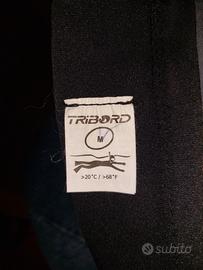 TRIBORD
M
>20°C / >68°F
subito